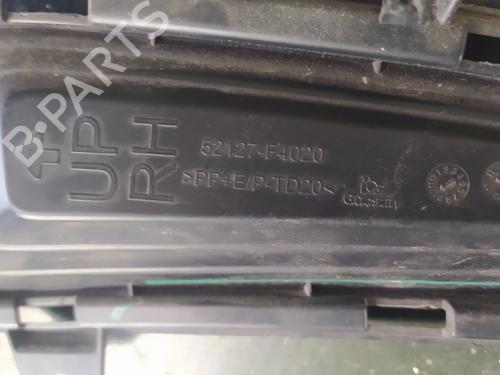 UP
RH
52127-F4020
>PP+E/P-TD20<
B-PARTS